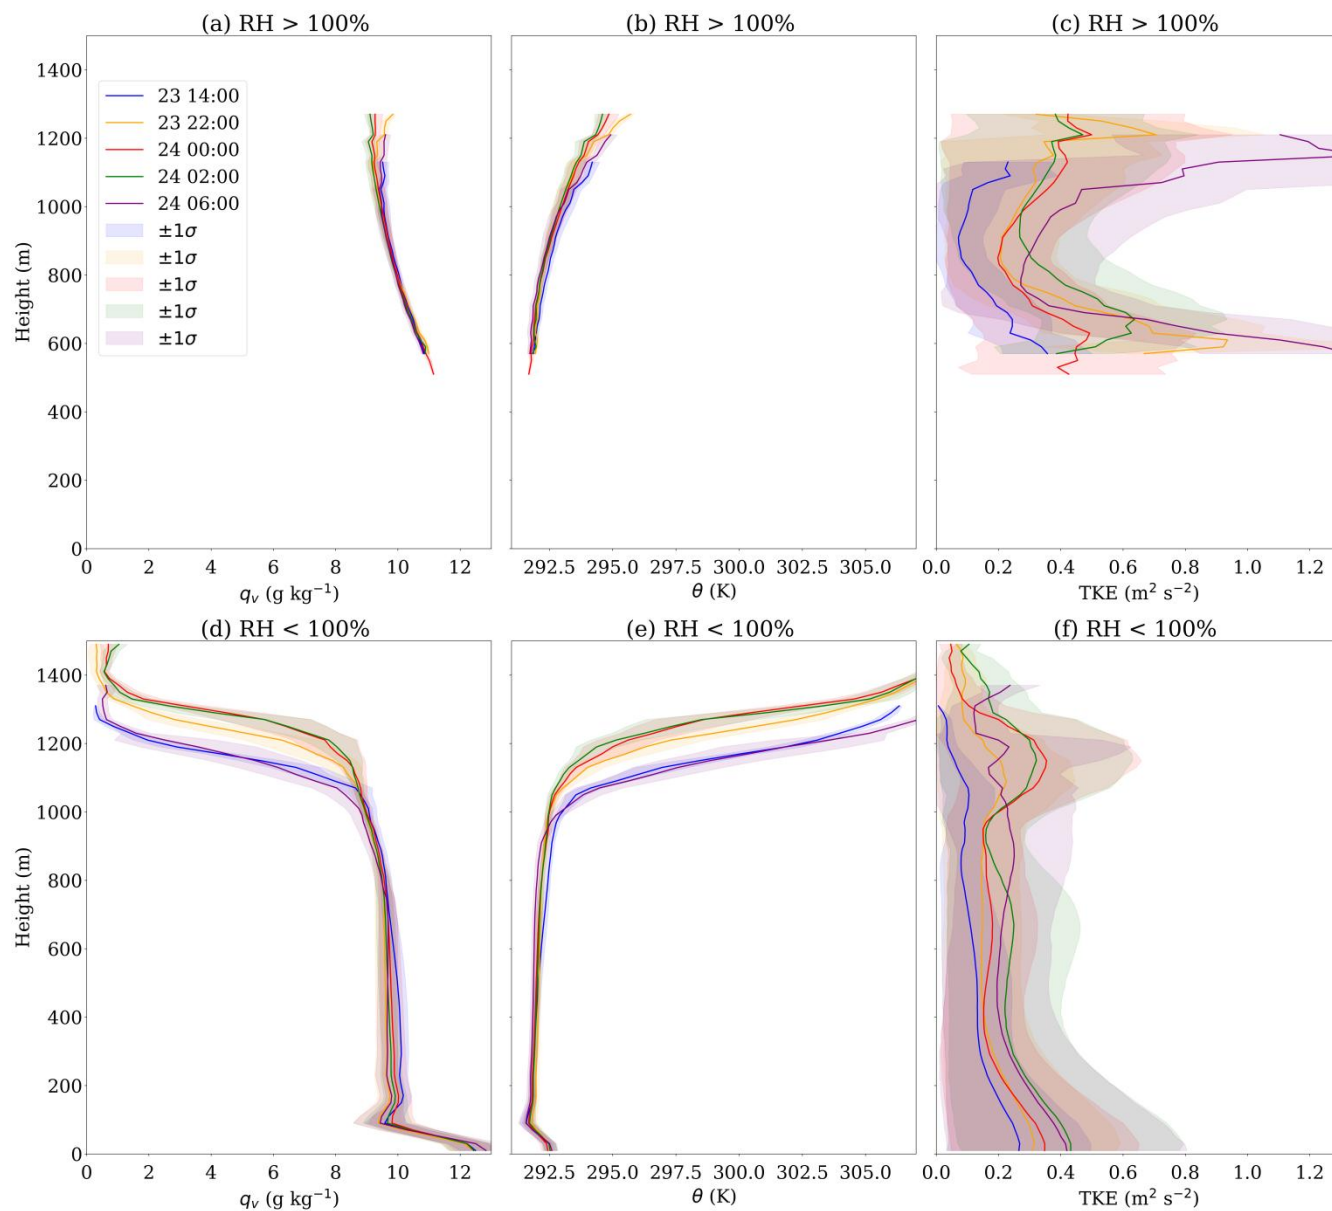 (a) RH > 100%
(b) RH > 100%
(c) RH > 100%
1400
1200
1000
800
600
400
200
0
Height (m)
23 14:00
23 22:00
24 00:00
24 02:00
24 06:00
±1σ
±1σ
±1σ
±1σ
±1σ
0 2 4 6 8 10 12
q_v (g kg⁻¹)
292.5 295.0 297.5 300.0 302.5 305.0
θ (K)
0.0 0.2 0.4 0.6 0.8 1.0 1.2
TKE (m² s⁻²)
(d) RH < 100%
(e) RH < 100%
(f) RH < 100%
1400
1200
1000
800
600
400
200
0
Height (m)
0 2 4 6 8 10 12
q_v (g kg⁻¹)
292.5 295.0 297.5 300.0 302.5 305.0
θ (K)
0.0 0.2 0.4 0.6 0.8 1.0 1.2
TKE (m² s⁻²)